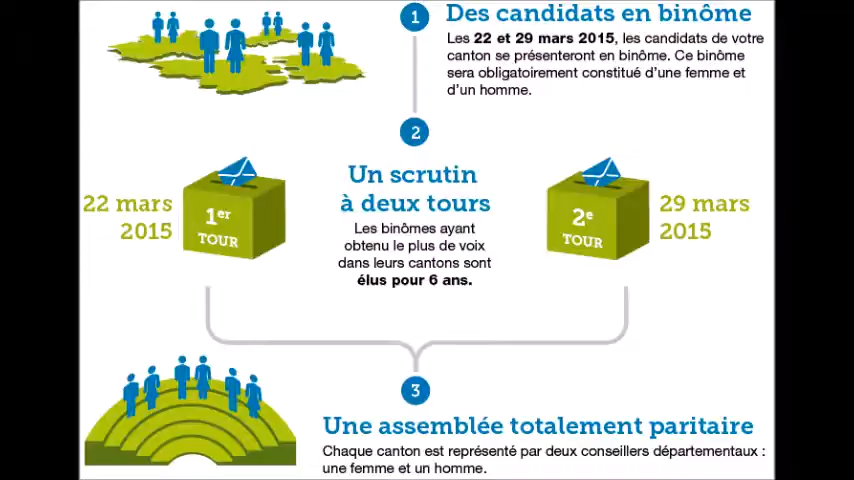 1
Des candidats en binôme
Les 22 et 29 mars 2015, les candidats de votre
canton se présenteront en binôme. Ce binôme
sera obligatoirement constitué d'une femme et
d'un homme.
2
22 mars
2015
1er
TOUR
Un scrutin
à deux tours
Les binômes ayant
obtenu le plus de voix
dans leurs cantons sont
élus pour 6 ans.
2e
TOUR
29 mars
2015
3
Une assemblée totalement paritaire
Chaque canton est représenté par deux conseillers départementaux :
une femme et un homme.